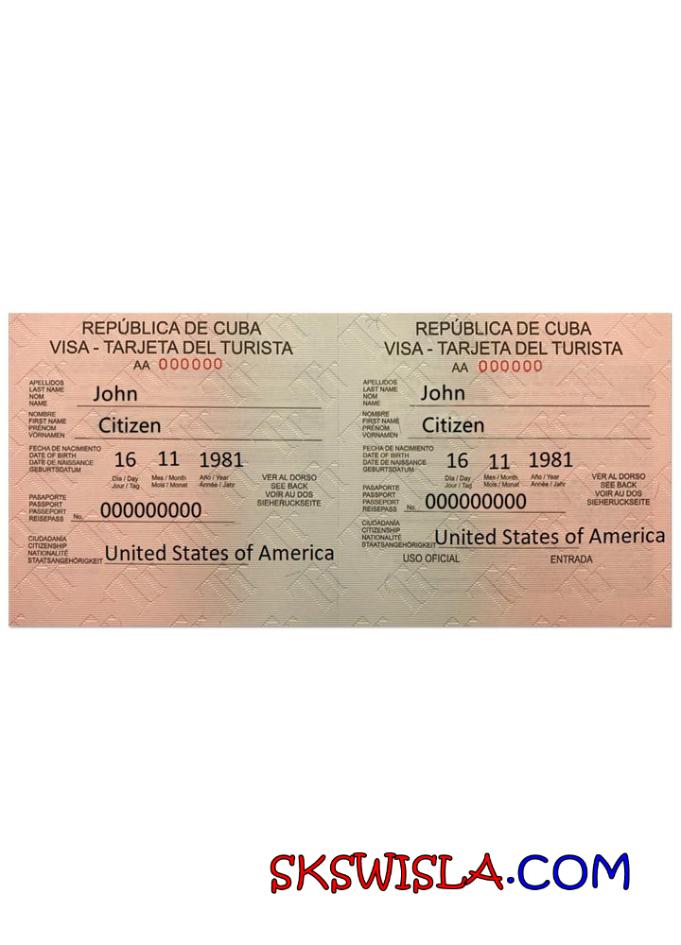 REPÚBLICA DE CUBA
VISA - TARJETA DEL TURISTA
AA 000000
APELLIDOS
LAST NAME
NOM
NAME
John
NOMBRE
FIRST NAME
PRÉNOM
VORNAMEN
Citizen
FECHA DE NACIMIENTO
DATE OF BIRTH
DATE DE NAISSANCE
GEBURTSDATUM
16 11 1981
Día / Day Mes / Month Año / Year
Jour / Tag Mois / Monat Année / Jahr
VER AL DORSO
SEE BACK
VOIR AU DOS
SIEHERUCKSEITE
PASAPORTE
PASSPORT
PASSEPORT
REISEPASS No. 000000000
CIUDADANÍA
CITIZENSHIP
NATIONALITÉ
STAATSANGEHÖRIGKEIT United States of America
REPÚBLICA DE CUBA
VISA - TARJETA DEL TURISTA
AA 000000
APELLIDOS
LAST NAME
NOM
NAME
John
NOMBRE
FIRST NAME
PRÉNOM
VORNAMEN
Citizen
FECHA DE NACIMIENTO
DATE OF BIRTH
DATE DE NAISSANCE
GEBURTSDATUM
16 11 1981
Día / Day Mes / Month Año / Year
Jour / Tag Mois / Monat Année / Jahr
VER AL DORSO
SEE BACK
VOIR AU DOS
SIEHERUCKSEITE
PASAPORTE
PASSPORT
PASSEPORT
REISEPASS No. 000000000
CIUDADANÍA
CITIZENSHIP
NATIONALITÉ
STAATSANGEHÖRIGKEIT United States of America
USO OFICIAL ENTRADA
SKSWISLA.COM